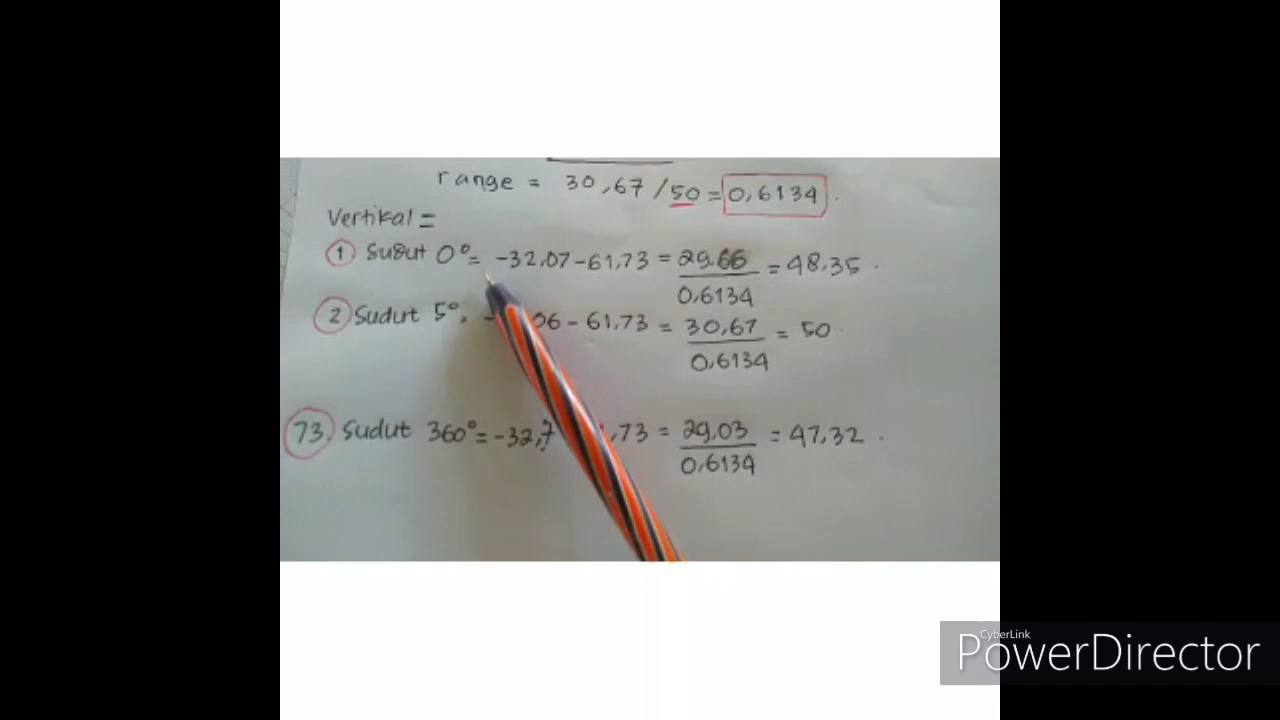 range = 30,67 / 50 = 0,6134
Vertikal =
1 Sudut 0° = -32,07 - 61,73 = 29.66 / 0,6134 = 48.35
2 Sudut 5°, 06 - 61,73 = 30,67 / 0,6134 = 50
73. Sudut 360° = -32,7 ,73 = 29,03 / 0,6134 = 47,32
CyberLink
PowerDirector